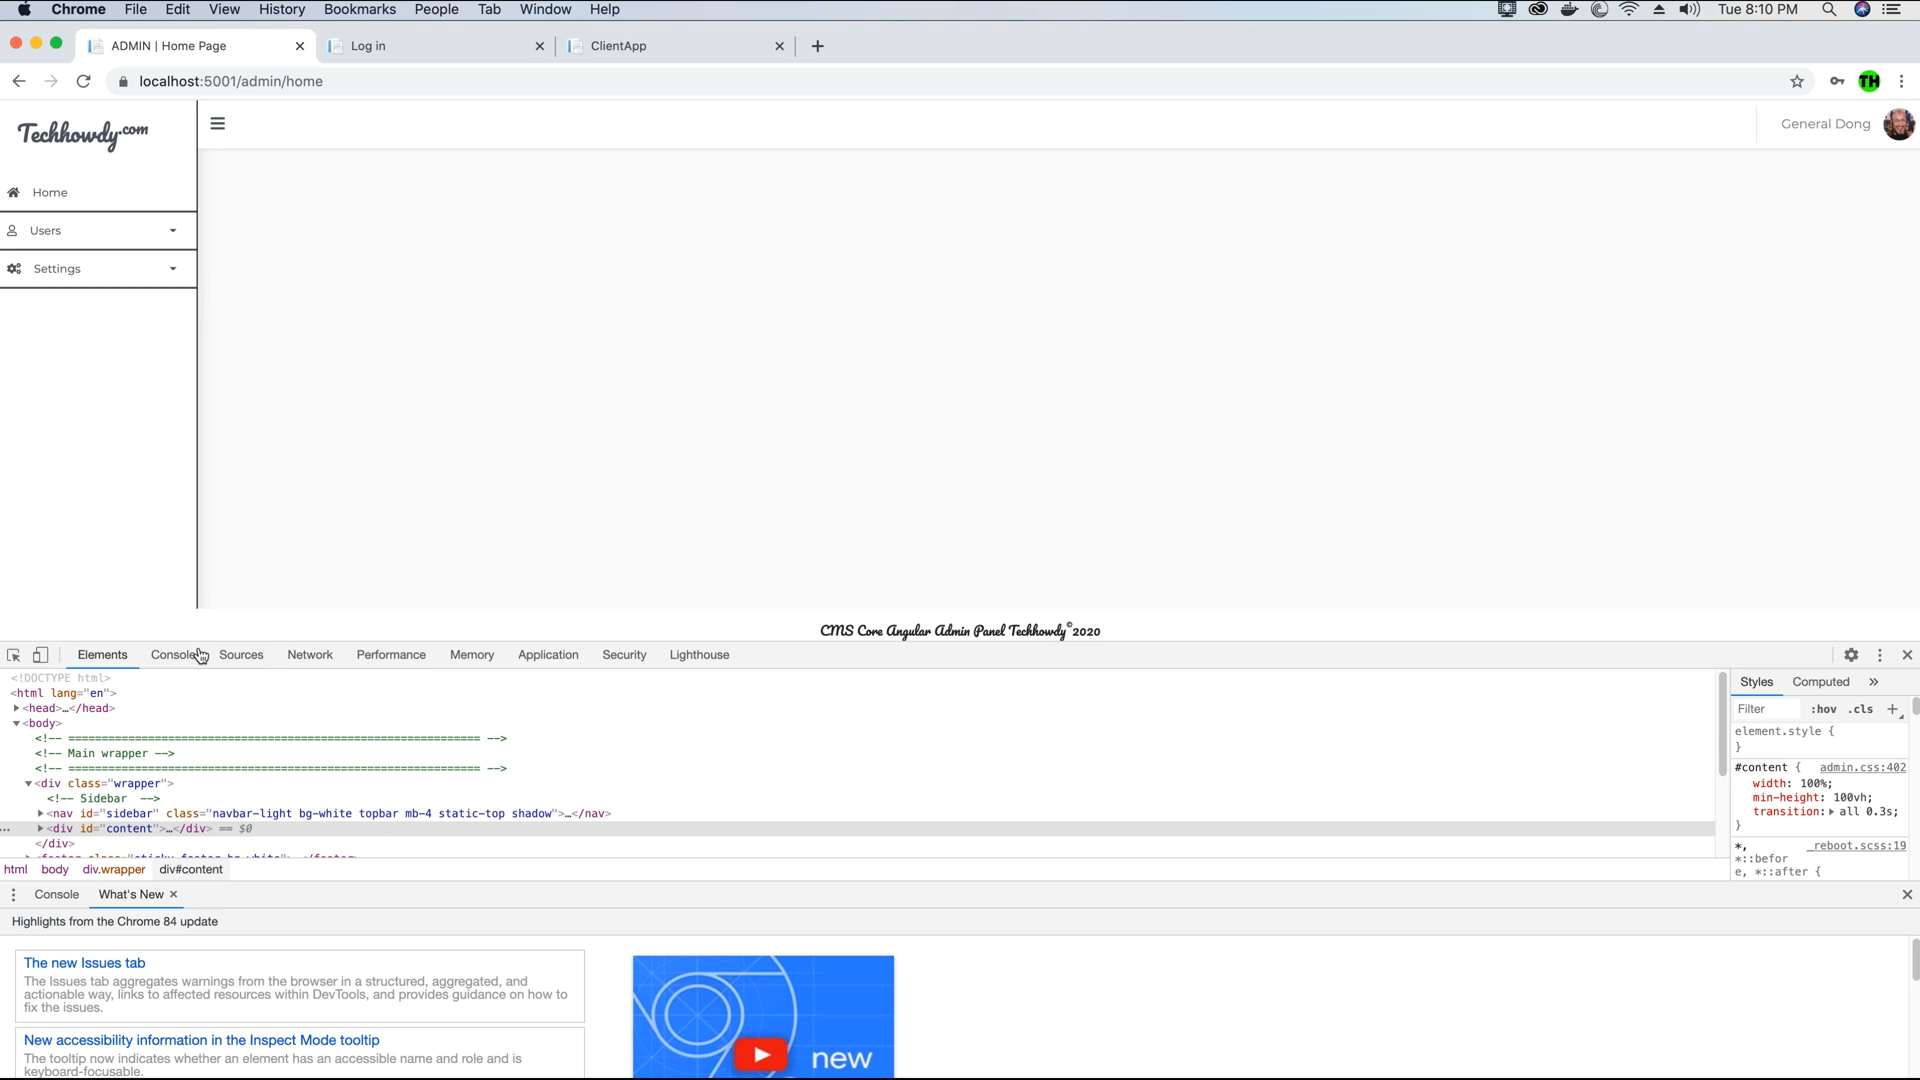 Chrome File Edit View History Bookmarks People Tab Window Help Tue 8:10 PM
ADMIN | Home Page Log in ClientApp
localhost:5001/admin/home TH
Techhowdy.com
General Dong
Home
Users
Settings
CMS Core Angular Admin Panel Techhowdy©2020
Elements Console Sources Network Performance Memory Application Security Lighthouse
<!DOCTYPE html>
<html lang="en">
<head>…</head>
<body>
<!-- ============================================================== -->
<!-- Main wrapper -->
<!-- ============================================================== -->
<div class="wrapper">
<!-- Sidebar -->
<nav id="sidebar" class="navbar-light bg-white topbar mb-4 static-top shadow">…</nav>
<div id="content">…</div> == $0
</div>
<footer class="sticky-footer bg-white">…</footer>
html body div.wrapper div#content
Styles Computed »
Filter :hov .cls +
element.style {
}
#content { admin.css:402
width: 100%;
min-height: 100vh;
transition: all 0.3s;
}
*, _reboot.scss:19
*::befor
e, *::after {
Console What's New
Highlights from the Chrome 84 update
The new Issues tab
The Issues tab aggregates warnings from the browser in a structured, aggregated, and
actionable way, links to affected resources within DevTools, and provides guidance on how to
fix the issues.
New accessibility information in the Inspect Mode tooltip
The tooltip now indicates whether an element has an accessible name and role and is
keyboard-focusable.
new